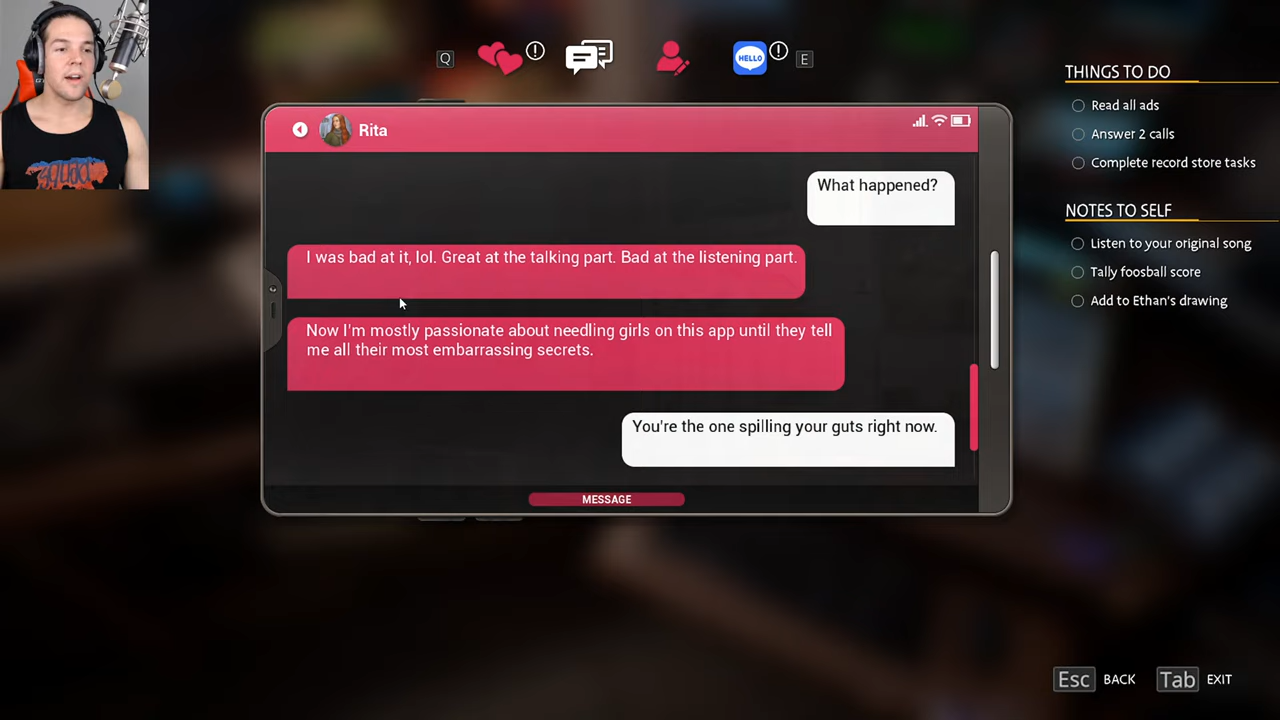 Q
!
HELLO
!
E
Rita
What happened?
I was bad at it, lol. Great at the talking part. Bad at the listening part.
Now I'm mostly passionate about needling girls on this app until they tell
me all their most embarrassing secrets.
You're the one spilling your guts right now.
MESSAGE
THINGS TO DO
Read all ads
Answer 2 calls
Complete record store tasks
NOTES TO SELF
Listen to your original song
Tally foosball score
Add to Ethan's drawing
Esc BACK Tab EXIT